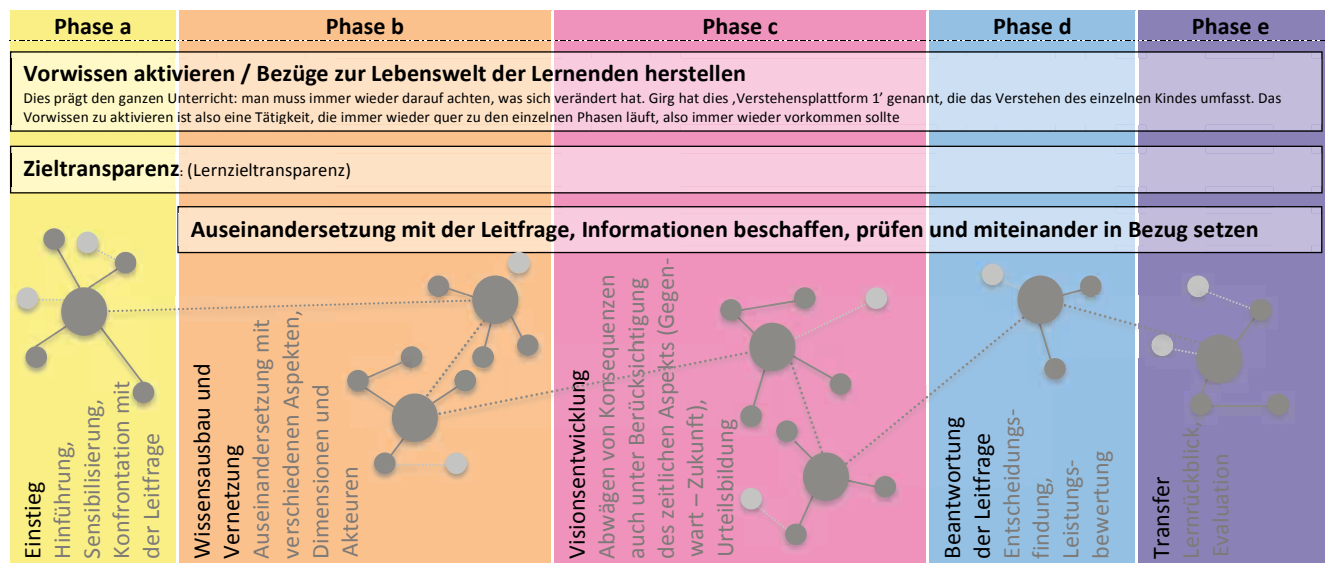 Phase a
Phase b
Phase c
Phase d
Phase e
Vorwissen aktivieren / Bezüge zur Lebenswelt der Lernenden herstellen
Dies prägt den ganzen Unterricht: man muss immer wieder darauf achten, was sich verändert hat. Girg hat dies ‚Verstehensplattform 1’ genannt, die das Verstehen des einzelnen Kindes umfasst. Das
Vorwissen zu aktivieren ist also eine Tätigkeit, die immer wieder quer zu den einzelnen Phasen läuft, also immer wieder vorkommen sollte
Zieltransparenz: (Lernzieltransparenz)
Auseinandersetzung mit der Leitfrage, Informationen beschaffen, prüfen und miteinander in Bezug setzen
Einstieg
Hinführung,
Sensibilisierung,
Konfrontation mit
der Leitfrage
Wissensausbau und
Vernetzung
Auseinandersetzung mit
verschiedenen Aspekten,
Dimensionen und
Akteuren
Visionsentwicklung
Abwägen von Konsequenzen
auch unter Berücksichtigung
des zeitlichen Aspekts (Gegen-
wart – Zukunft),
Urteilsbildung
Beantwortung
der Leitfrage
Entscheidungs-
findung,
Leistungs-
bewertung
Transfer
Lernrückblick,
Evaluation